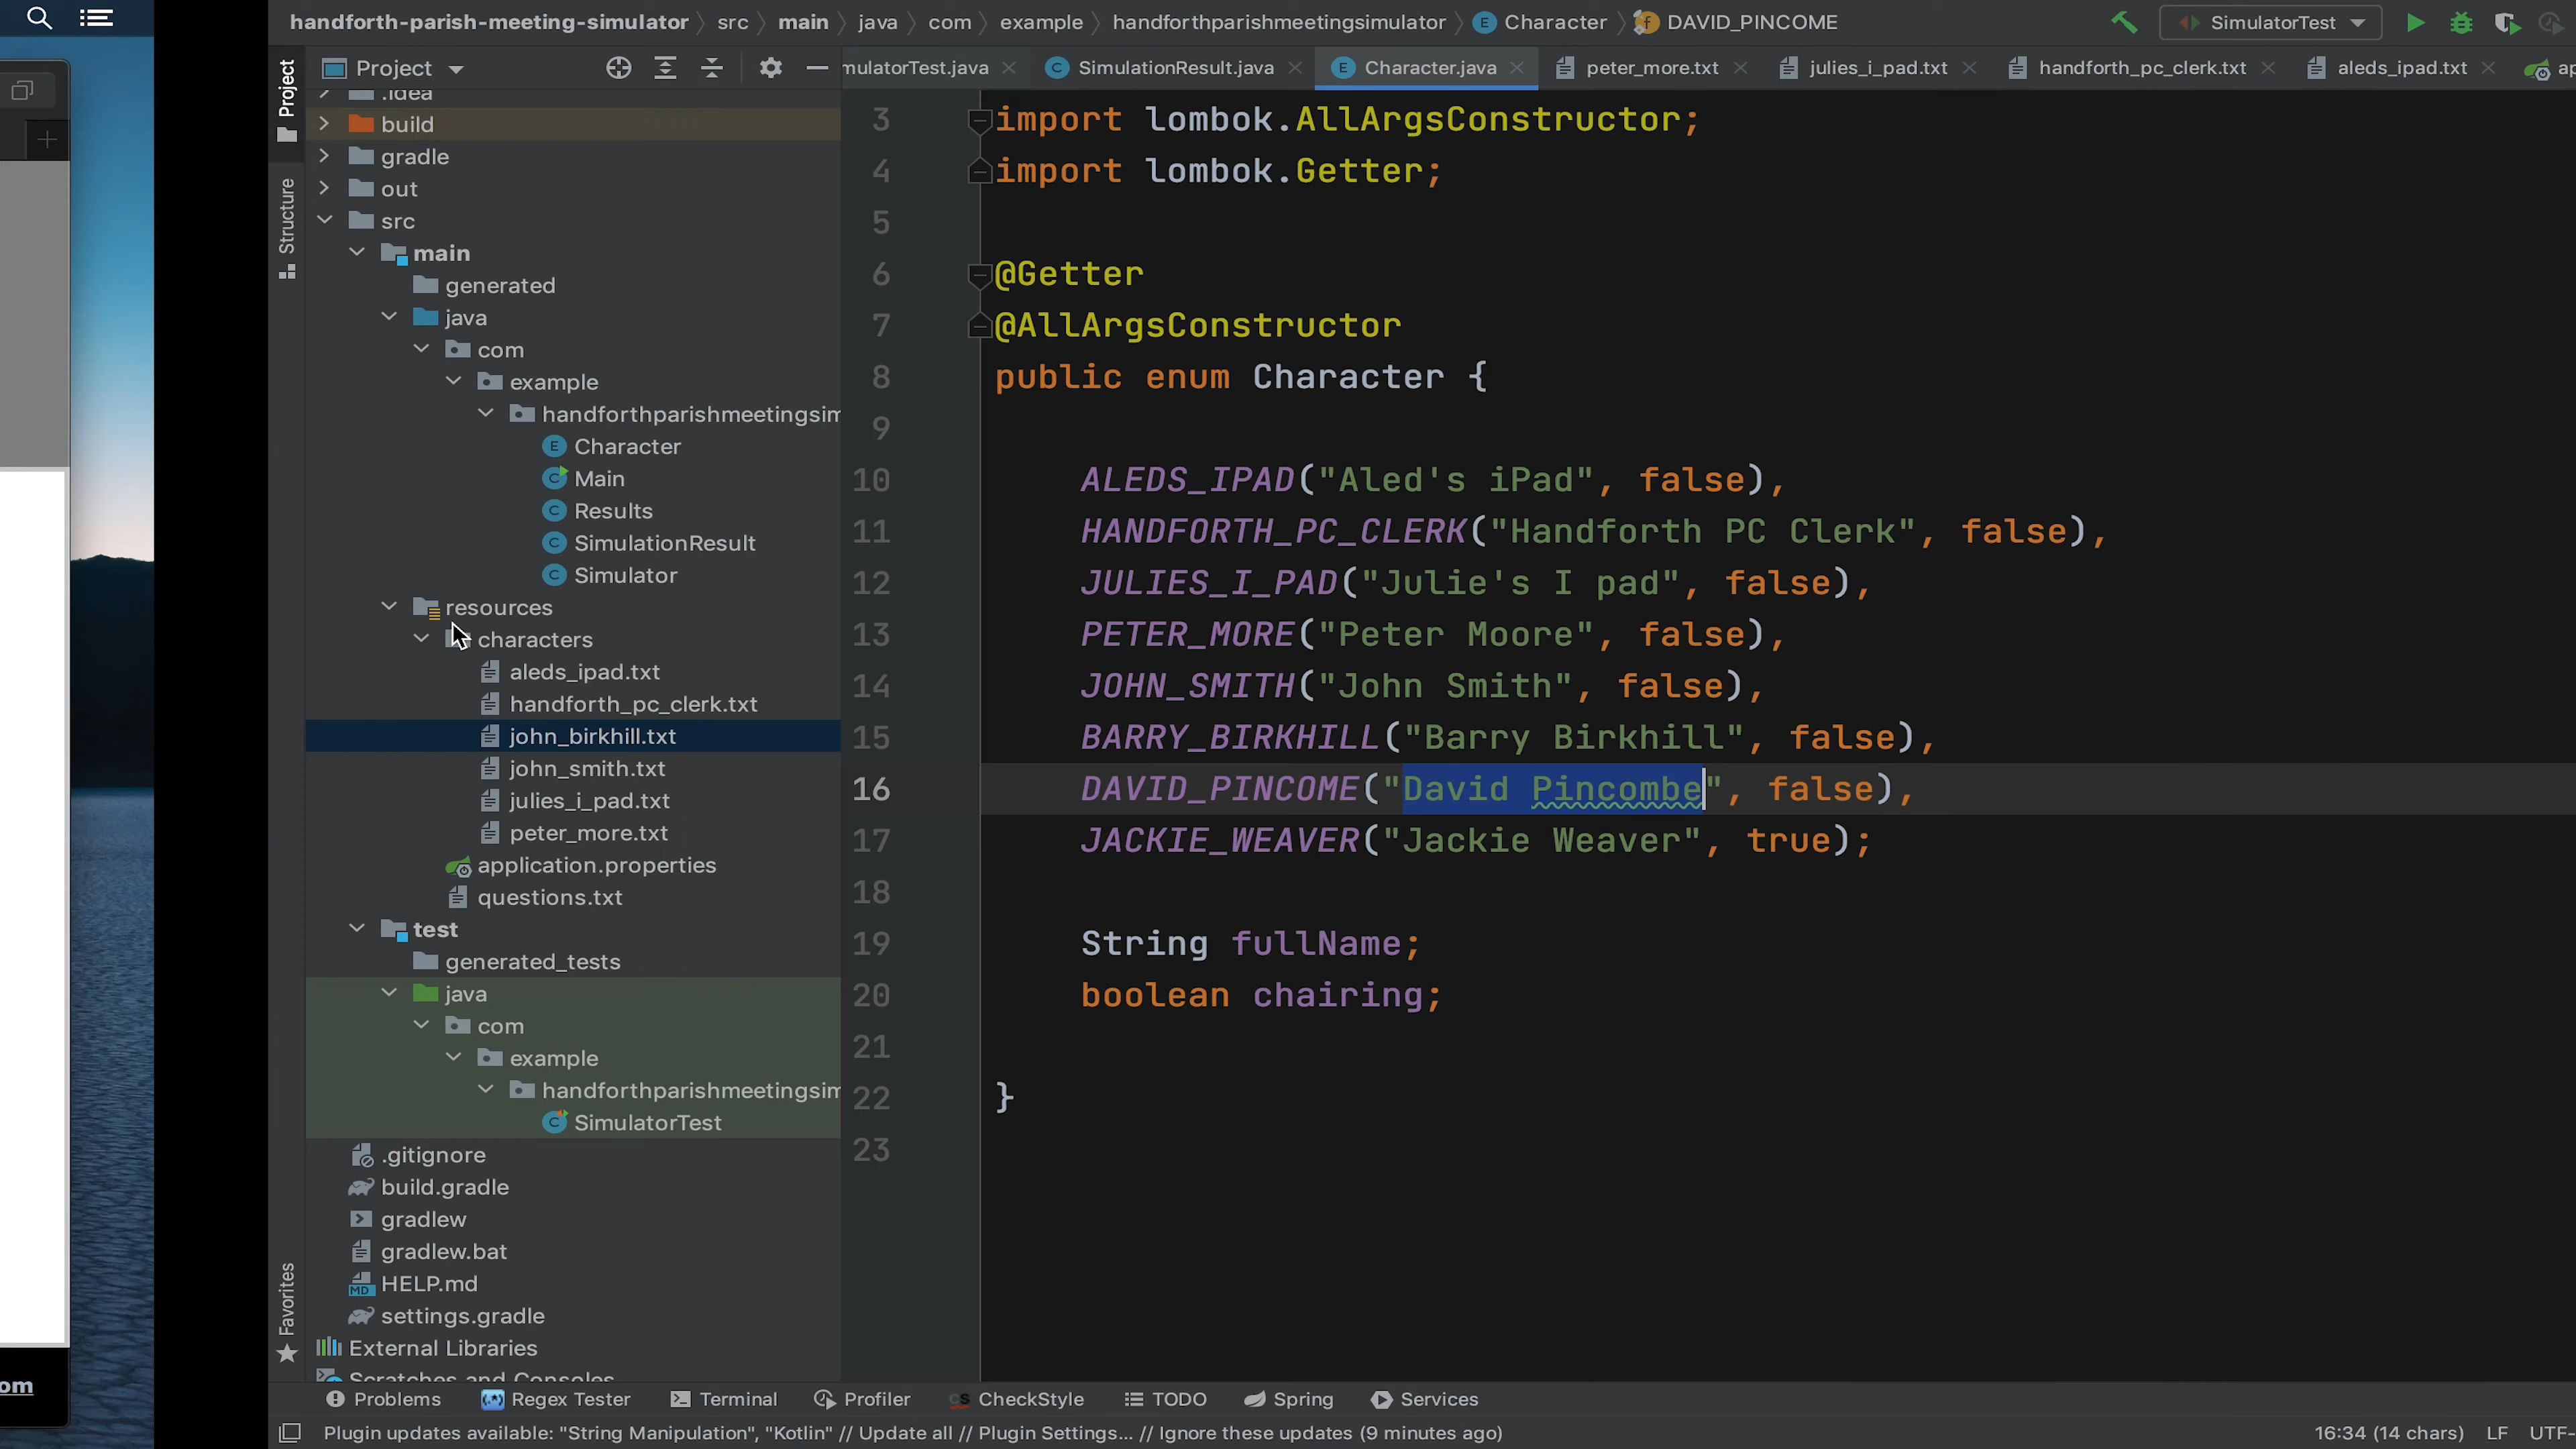 handforth-parish-meeting-simulator src main java com example handforthparishmeetingsimulator Character DAVID_PINCOME SimulatorTest
Project
mulatorTest.java SimulationResult.java Character.java peter_more.txt julies_i_pad.txt handforth_pc_clerk.txt aleds_ipad.txt ap
Project
Structure
Favorites
.idea
build
gradle
out
src
main
generated
java
com
example
handforthparishmeetingsim
Character
Main
Results
SimulationResult
Simulator
resources
characters
aleds_ipad.txt
handforth_pc_clerk.txt
john_birkhill.txt
john_smith.txt
julies_i_pad.txt
peter_more.txt
application.properties
questions.txt
test
generated_tests
java
com
example
handforthparishmeetingsim
SimulatorTest
.gitignore
build.gradle
gradlew
gradlew.bat
HELP.md
settings.gradle
External Libraries
Scratches and Consoles
3 import lombok.AllArgsConstructor;
4 import lombok.Getter;
5
6 @Getter
7 @AllArgsConstructor
8 public enum Character {
9
10 ALEDS_IPAD("Aled's iPad", false),
11 HANDFORTH_PC_CLERK("Handforth PC Clerk", false),
12 JULIES_I_PAD("Julie's I pad", false),
13 PETER_MORE("Peter Moore", false),
14 JOHN_SMITH("John Smith", false),
15 BARRY_BIRKHILL("Barry Birkhill", false),
16 DAVID_PINCOME("David Pincombe", false),
17 JACKIE_WEAVER("Jackie Weaver", true);
18
19 String fullName;
20 boolean chairing;
21
22 }
23
om
Problems Regex Tester Terminal Profiler CheckStyle TODO Spring Services
Plugin updates available: "String Manipulation", "Kotlin" // Update all // Plugin Settings... // Ignore these updates (9 minutes ago) 16:34 (14 chars) LF UTF-